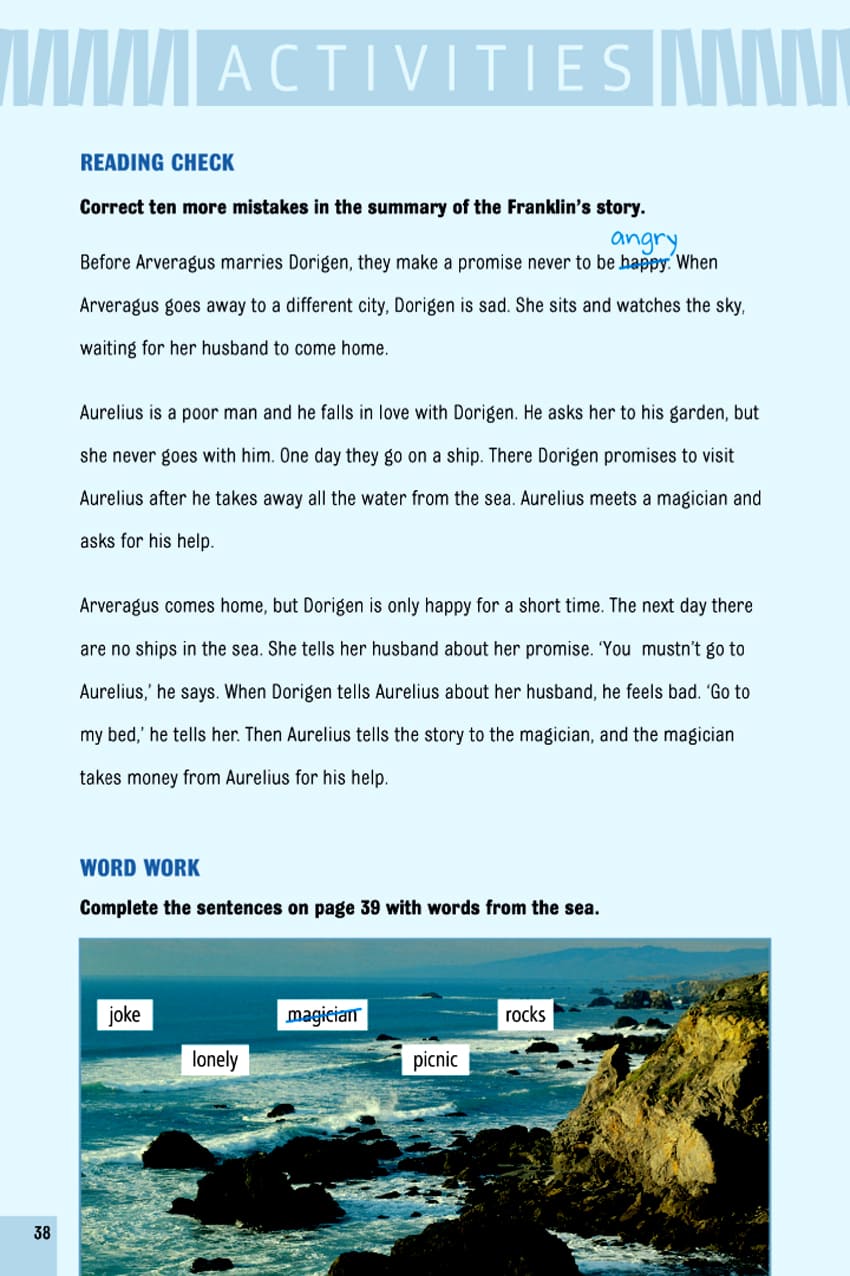 ACTIVITIES
READING CHECK
Correct ten more mistakes in the summary of the Franklin's story.
angry
Before Arveragus marries Dorigen, they make a promise never to be happy. When
Arveragus goes away to a different city, Dorigen is sad. She sits and watches the sky,
waiting for her husband to come home.
Aurelius is a poor man and he falls in love with Dorigen. He asks her to his garden, but
she never goes with him. One day they go on a ship. There Dorigen promises to visit
Aurelius after he takes away all the water from the sea. Aurelius meets a magician and
asks for his help.
Arveragus comes home, but Dorigen is only happy for a short time. The next day there
are no ships in the sea. She tells her husband about her promise. ‘You mustn't go to
Aurelius,’ he says. When Dorigen tells Aurelius about her husband, he feels bad. ‘Go to
my bed,’ he tells her. Then Aurelius tells the story to the magician, and the magician
takes money from Aurelius for his help.
WORD WORK
Complete the sentences on page 39 with words from the sea.
joke magician rocks
lonely picnic
38